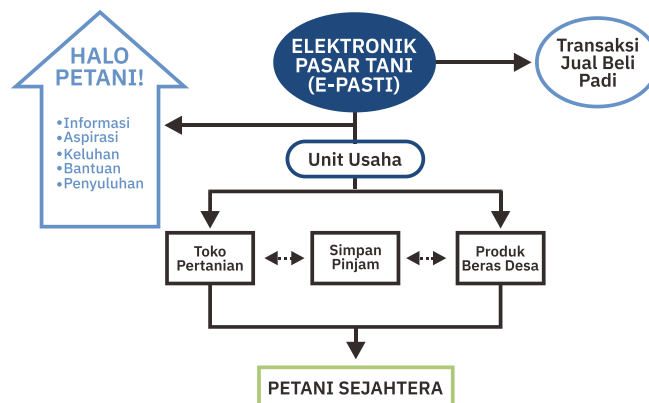 HALO
PETANI!
•Informasi
•Aspirasi
•Keluhan
•Bantuan
•Penyuluhan
ELEKTRONIK
PASAR TANI
(E-PASTI)
Transaksi
Jual Beli
Padi
Unit Usaha
Toko
Pertanian
Simpan
Pinjam
Produk
Beras Desa
PETANI SEJAHTERA